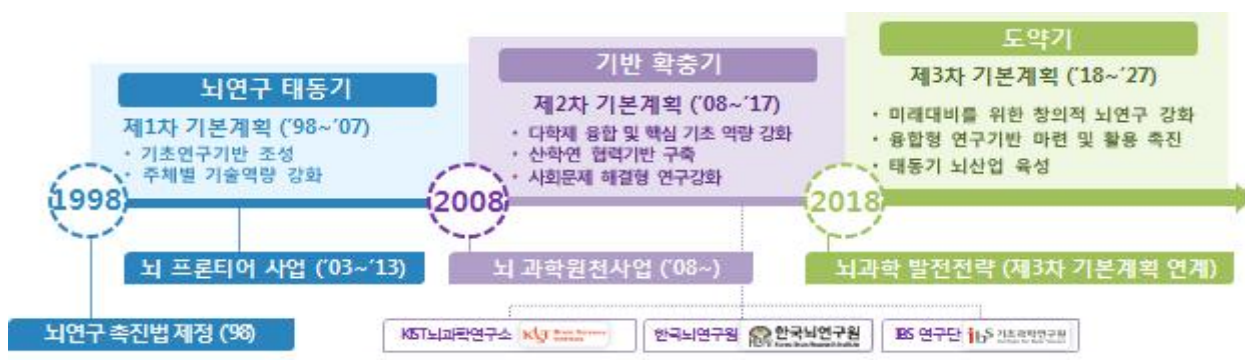 뇌연구 태동기
제1차 기본계획 ('98~'07)
• 기초연구기반 조성
• 주체별 기술역량 강화
기반 확충기
제2차 기본계획 ('08~'17)
• 다학제 융합 및 핵심 기초 역량 강화
• 산학연 협력기반 구축
• 사회문제 해결형 연구강화
도약기
제3차 기본계획 ('18~'27)
• 미래대비를 위한 창의적 뇌연구 강화
• 융합형 연구기반 마련 및 활용 촉진
• 태동기 뇌산업 육성
1998
2008
2018
뇌 프론티어 사업 ('03~'13)
뇌 과학원천사업 ('08~)
뇌과학 발전전략 (제3차 기본계획 연계)
뇌연구 촉진법 제정 ('98)
KIST뇌과학연구소 KIST
한국뇌연구원 한국뇌연구원
IBS 연구단 ibS 기초과학연구원